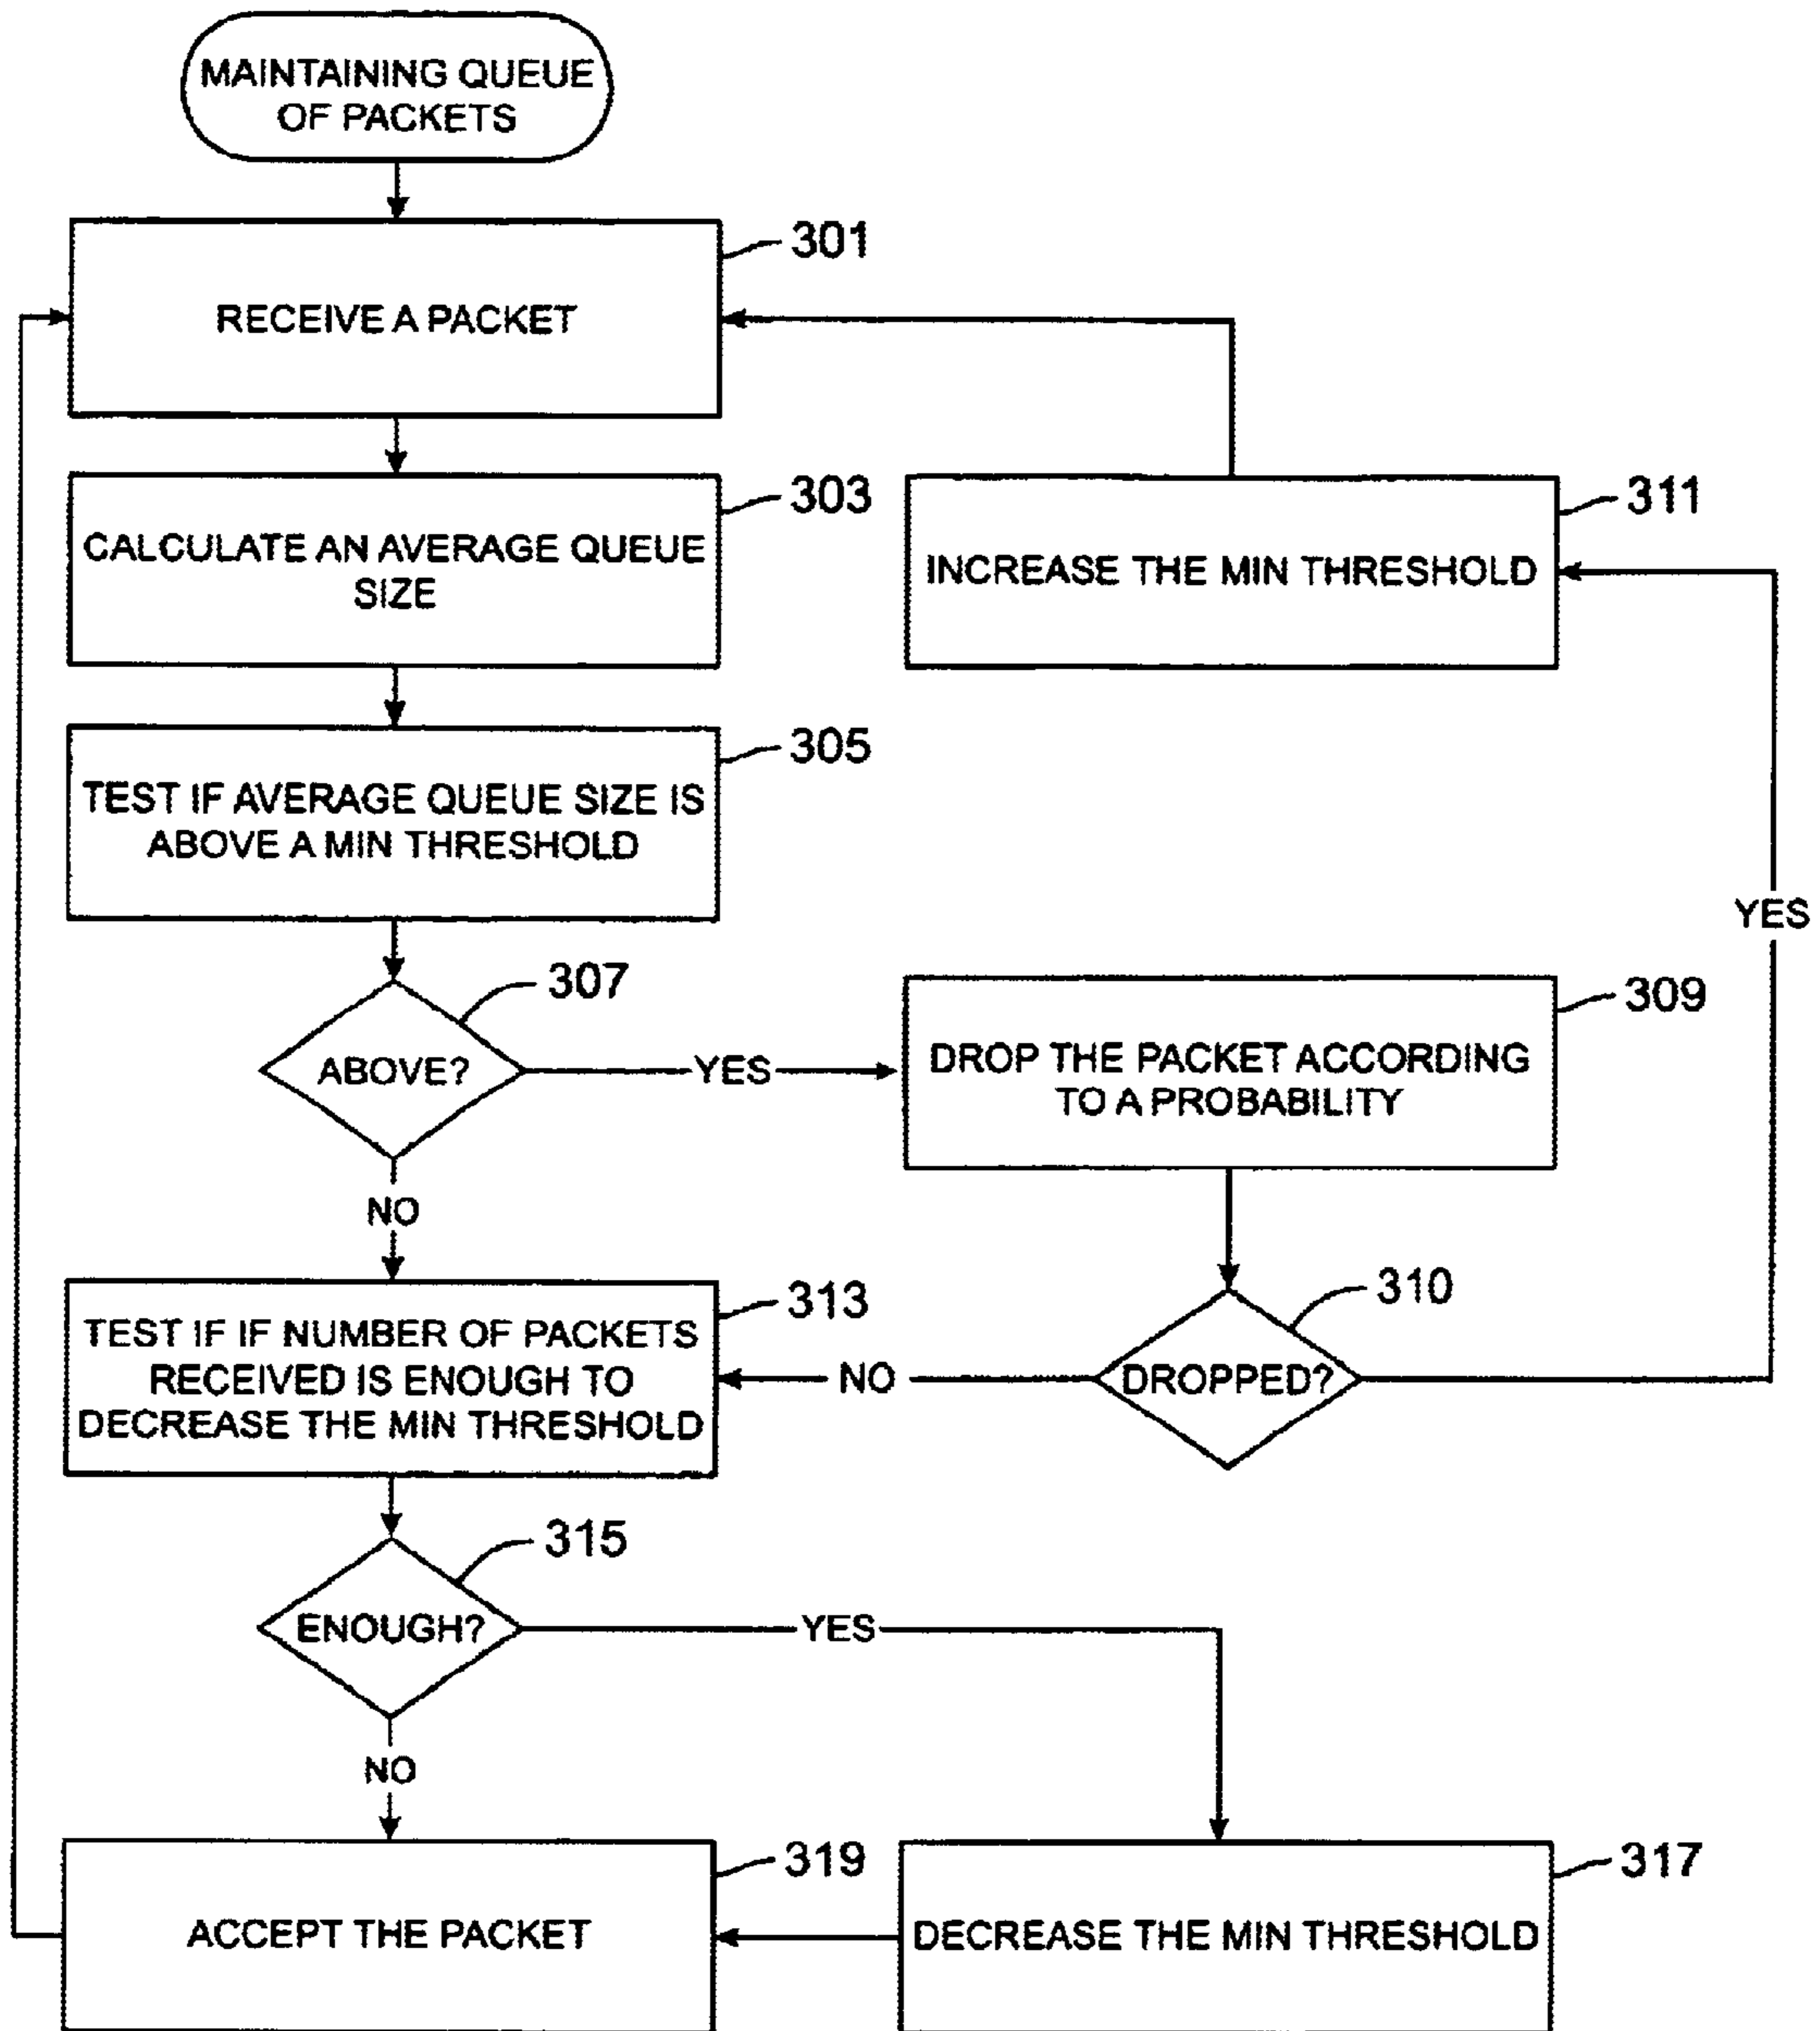 MAINTAINING QUEUE
OF PACKETS
301
RECEIVE A PACKET
303
CALCULATE AN AVERAGE QUEUE
SIZE
311
INCREASE THE MIN THRESHOLD
305
TEST IF AVERAGE QUEUE SIZE IS
ABOVE A MIN THRESHOLD
YES
307
ABOVE?
YES
309
DROP THE PACKET ACCORDING
TO A PROBABILITY
NO
313
TEST IF IF NUMBER OF PACKETS
RECEIVED IS ENOUGH TO
DECREASE THE MIN THRESHOLD
NO
310
DROPPED?
315
ENOUGH?
YES
NO
319
ACCEPT THE PACKET
317
DECREASE THE MIN THRESHOLD